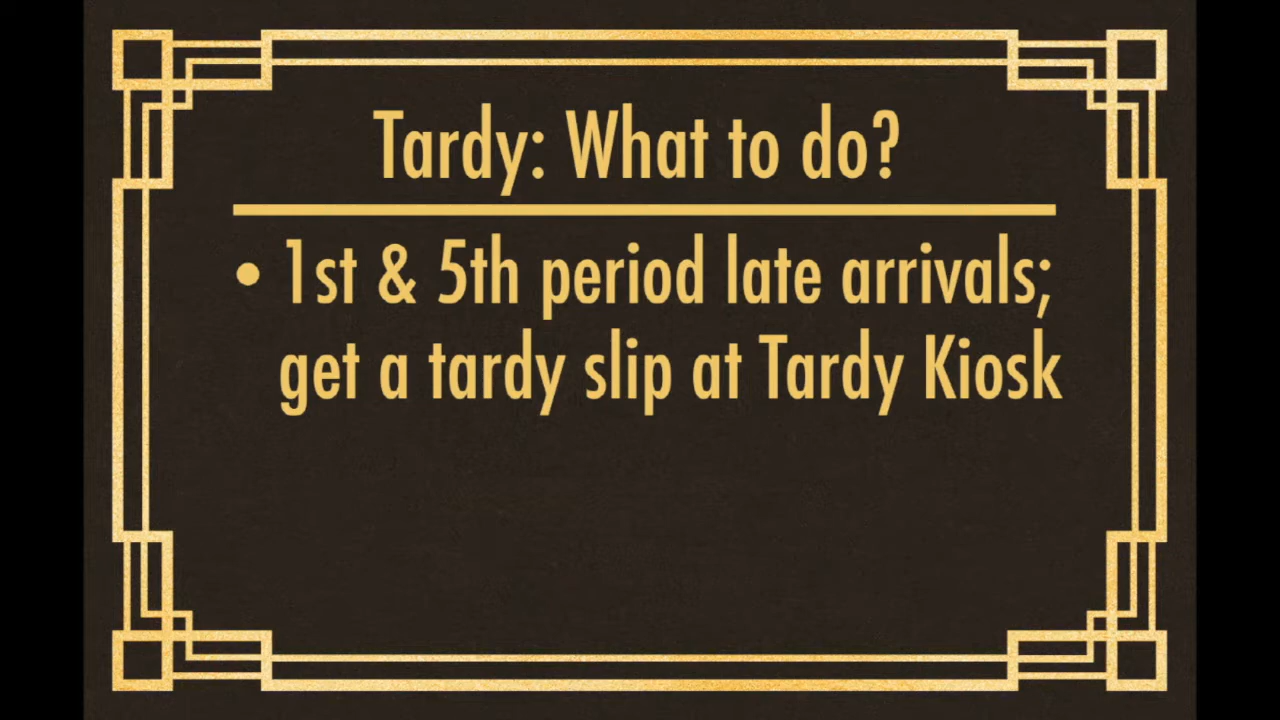 Tardy: What to do?
• 1st & 5th period late arrivals;
get a tardy slip at Tardy Kiosk